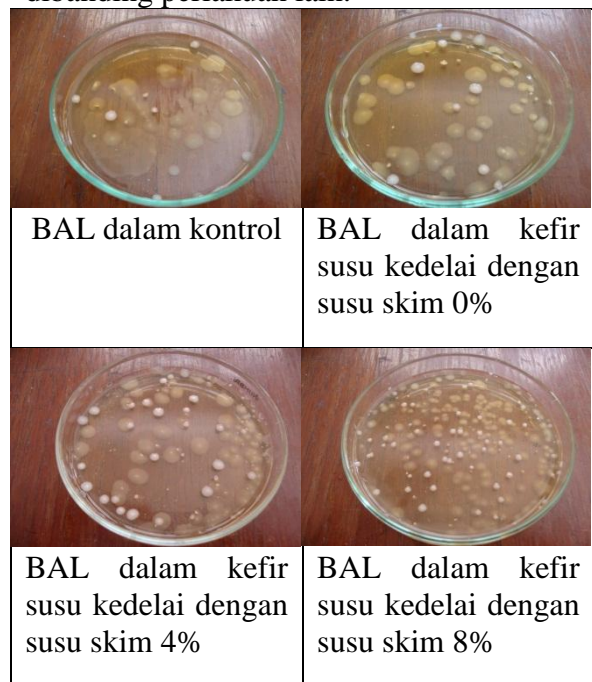 dibanding perlakuan lain.
BAL dalam kontrol
BAL dalam kefir
susu kedelai dengan
susu skim 0%
BAL dalam kefir
susu kedelai dengan
susu skim 4%
BAL dalam kefir
susu kedelai dengan
susu skim 8%